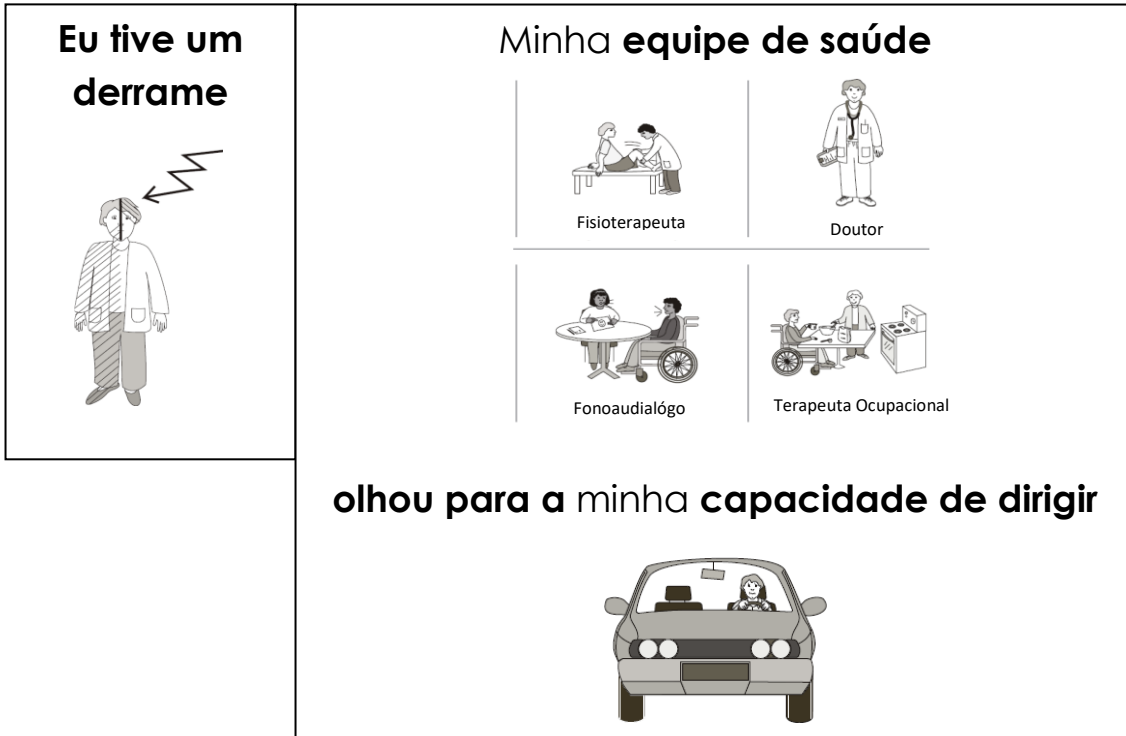 Eu tive um
derrame
Minha equipe de saúde
Fisioterapeuta
Doutor
Fonoaudialógo
Terapeuta Ocupacional
olhou para a minha capacidade de dirigir